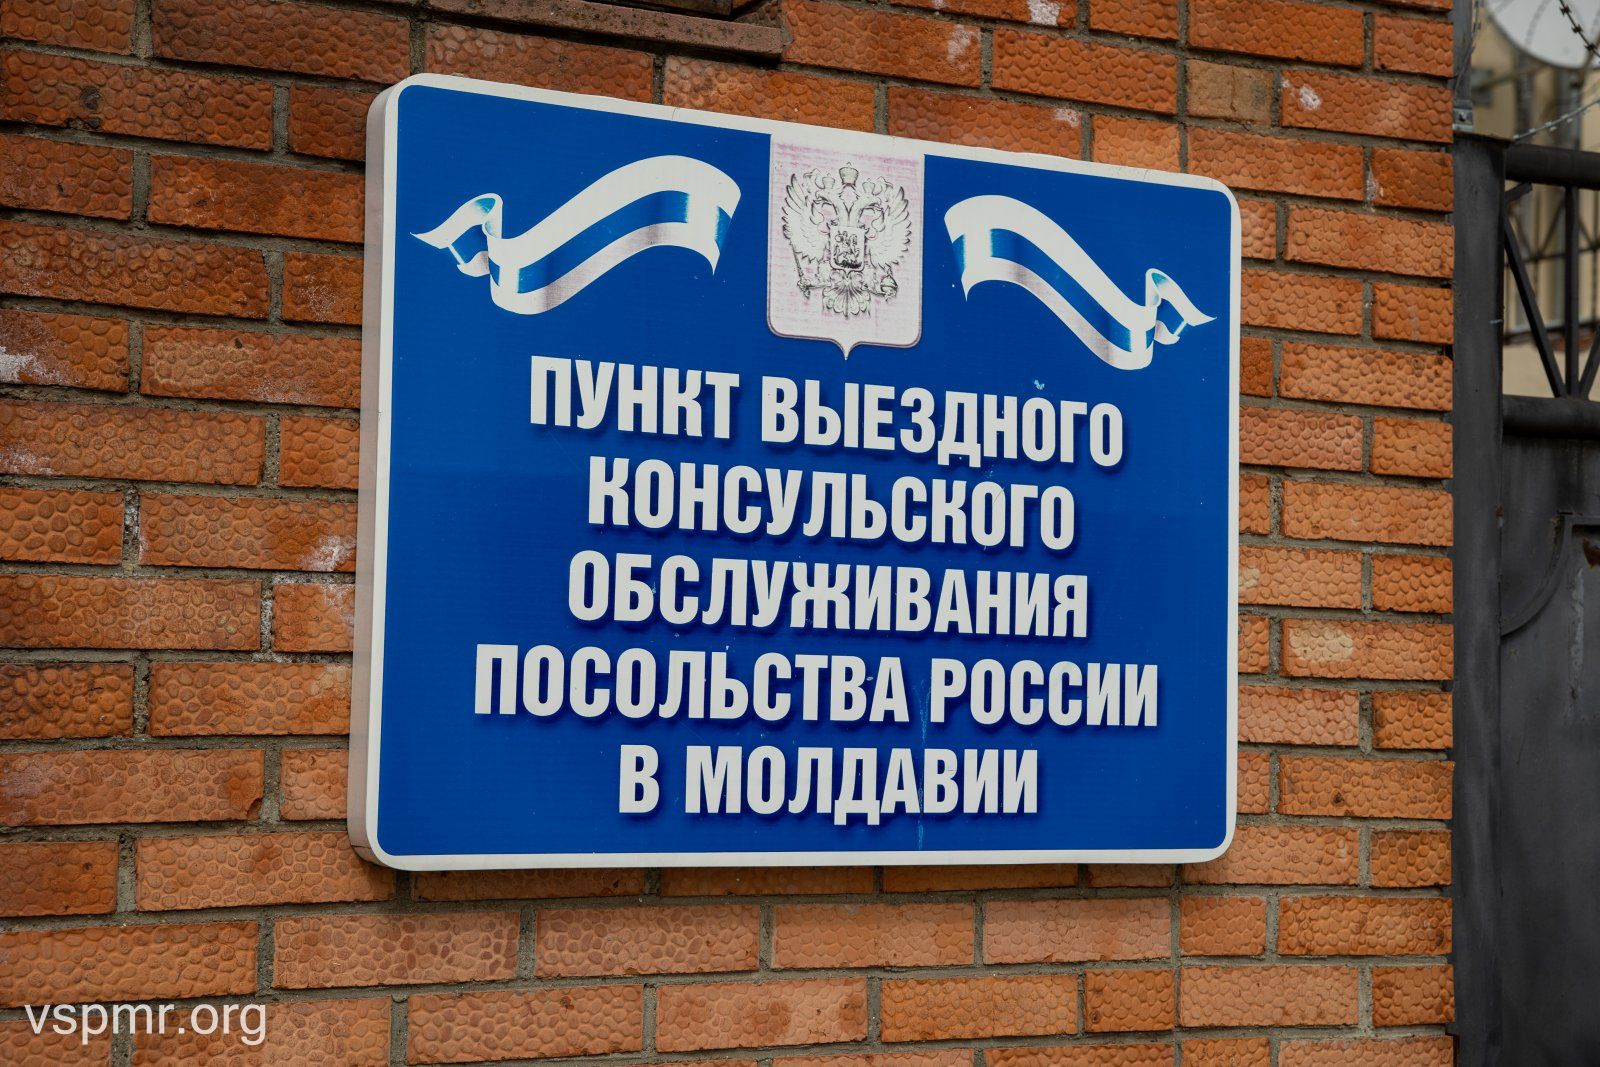 ПУНКТ ВЫЕЗДНОГО
КОНСУЛЬСКОГО
ОБСЛУЖИВАНИЯ
ПОСОЛЬСТВА РОССИИ
В МОЛДАВИИ
vspmr.org